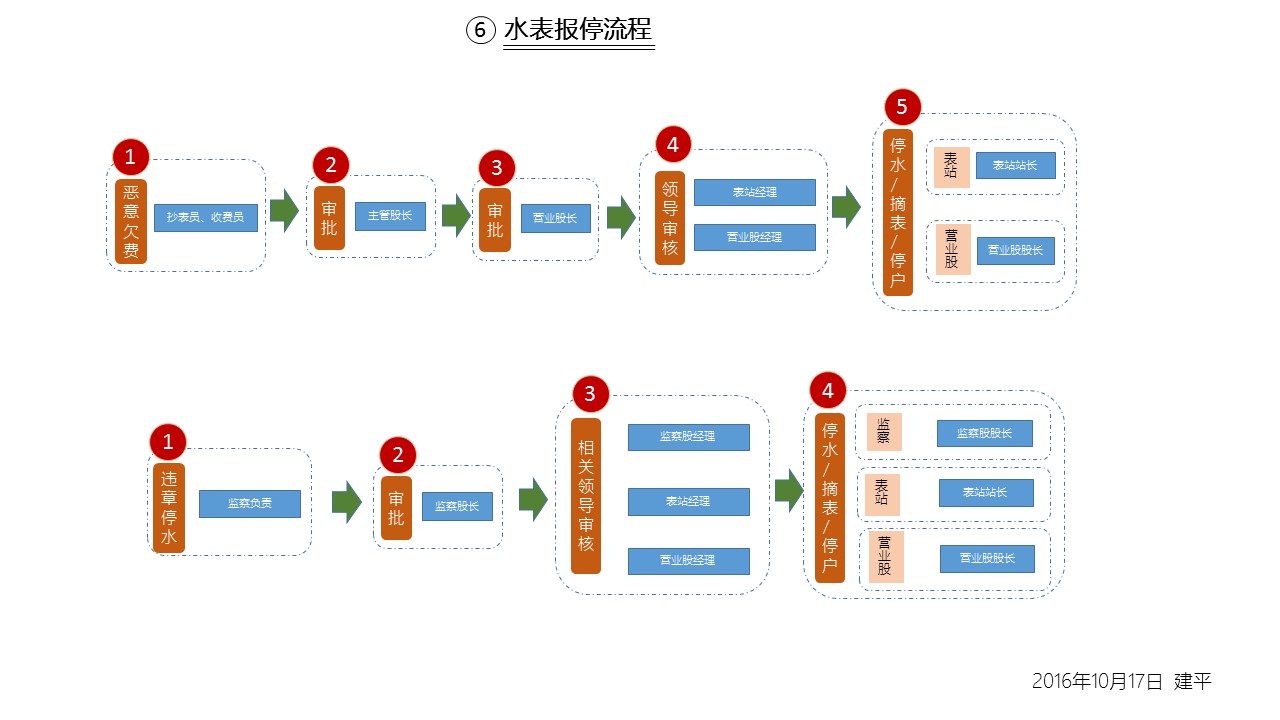 ⑥ 水表报停流程
1
恶意欠费
抄表员、收费员
2
审批
主管股长
3
审批
营业股长
4
领导审核
表站经理
营业股经理
5
停水/摘表/停户
表站
表站站长
营业股
营业股股长
1
违章停水
监察负责
2
审批
监察股长
3
相关领导审核
监察股经理
表站经理
营业股经理
4
停水/摘表/停户
监察
监察股股长
表站
表站站长
营业股
营业股股长
2016年10月17日 建平